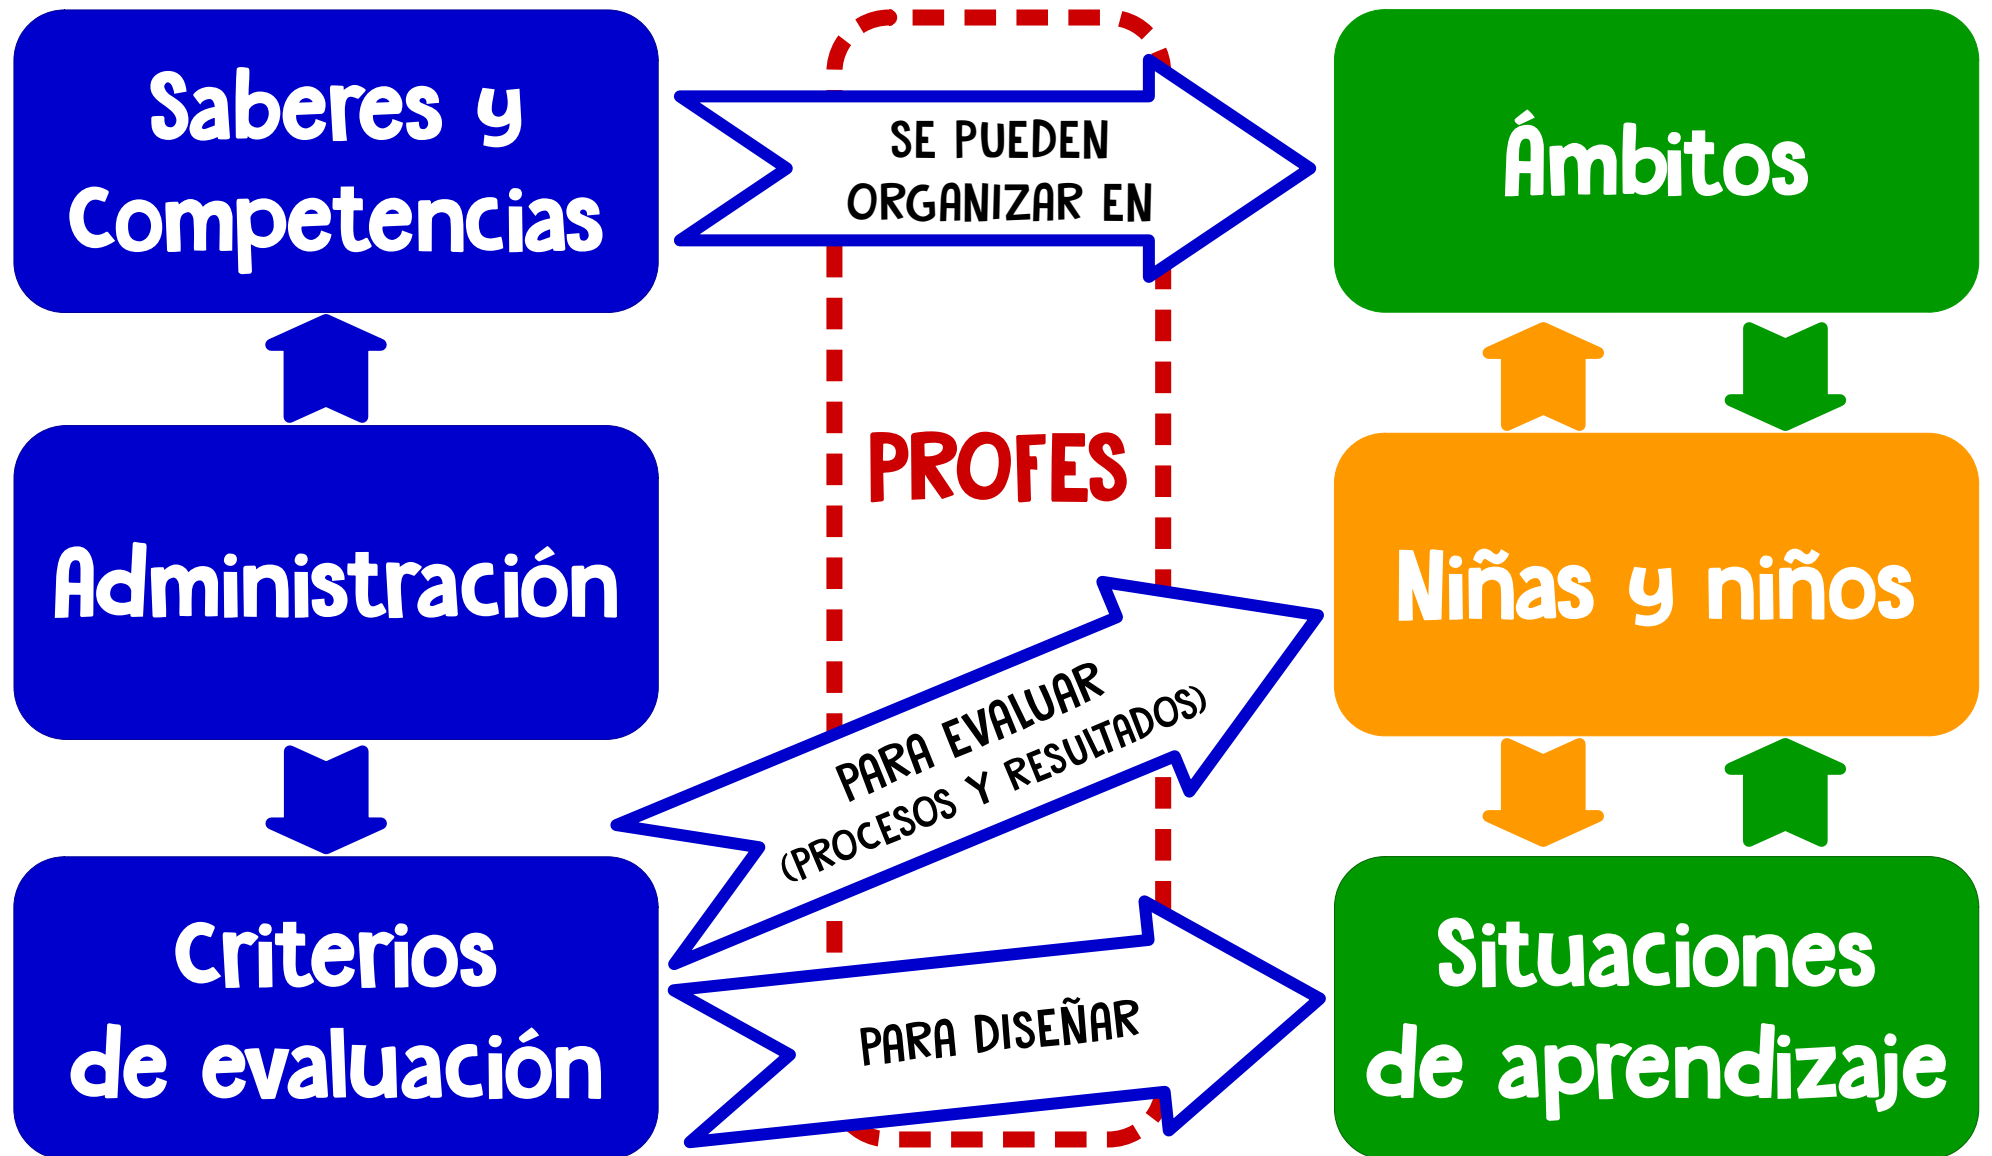 Saberes y
Competencias
SE PUEDEN
ORGANIZAR EN
Ámbitos
PROFES
Administración
Niñas y niños
PARA EVALUAR
(PROCESOS Y RESULTADOS)
Criterios
de evaluación
PARA DISEÑAR
Situaciones
de aprendizaje